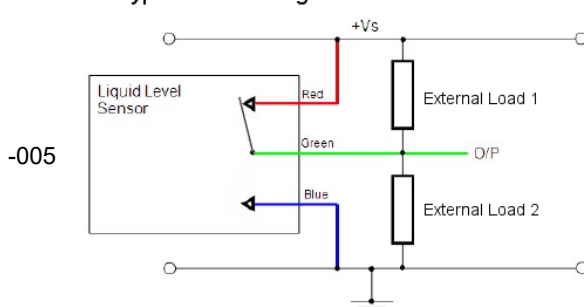 +Vs
Liquid Level
Sensor
Red
External Load 1
-005
Green
O/P
Blue
External Load 2